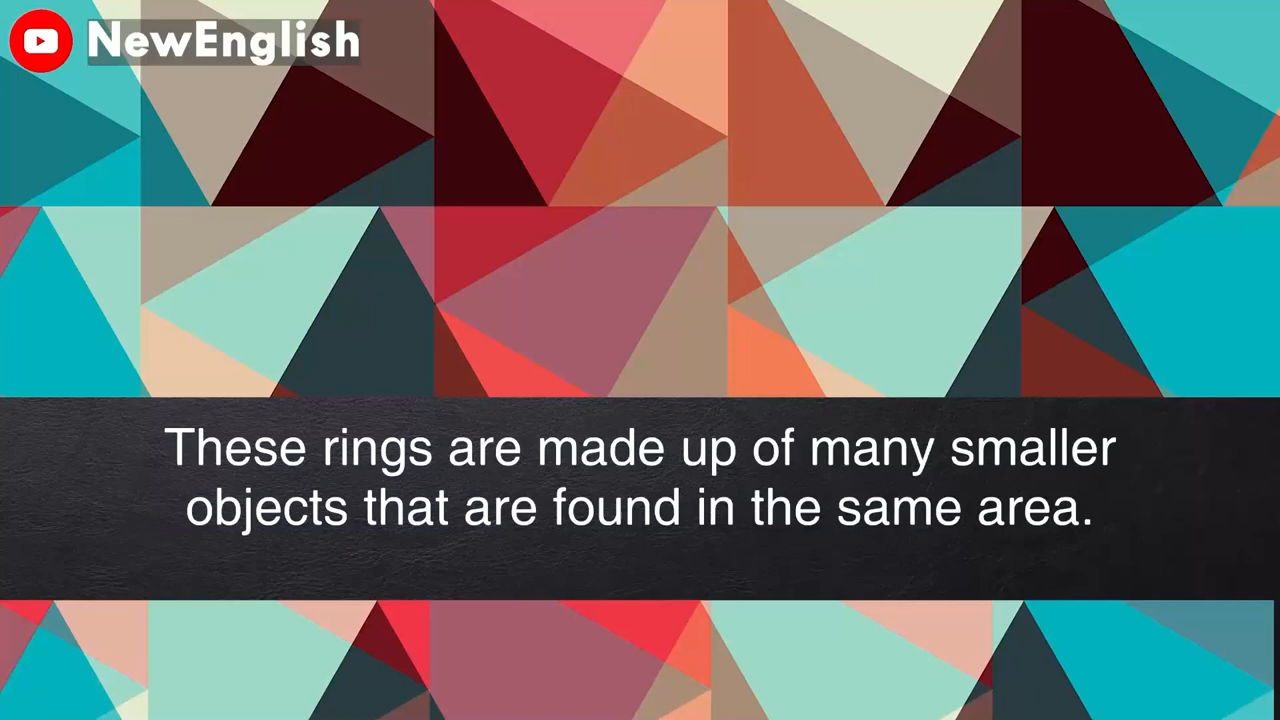 NewEnglish
These rings are made up of many smaller
objects that are found in the same area.